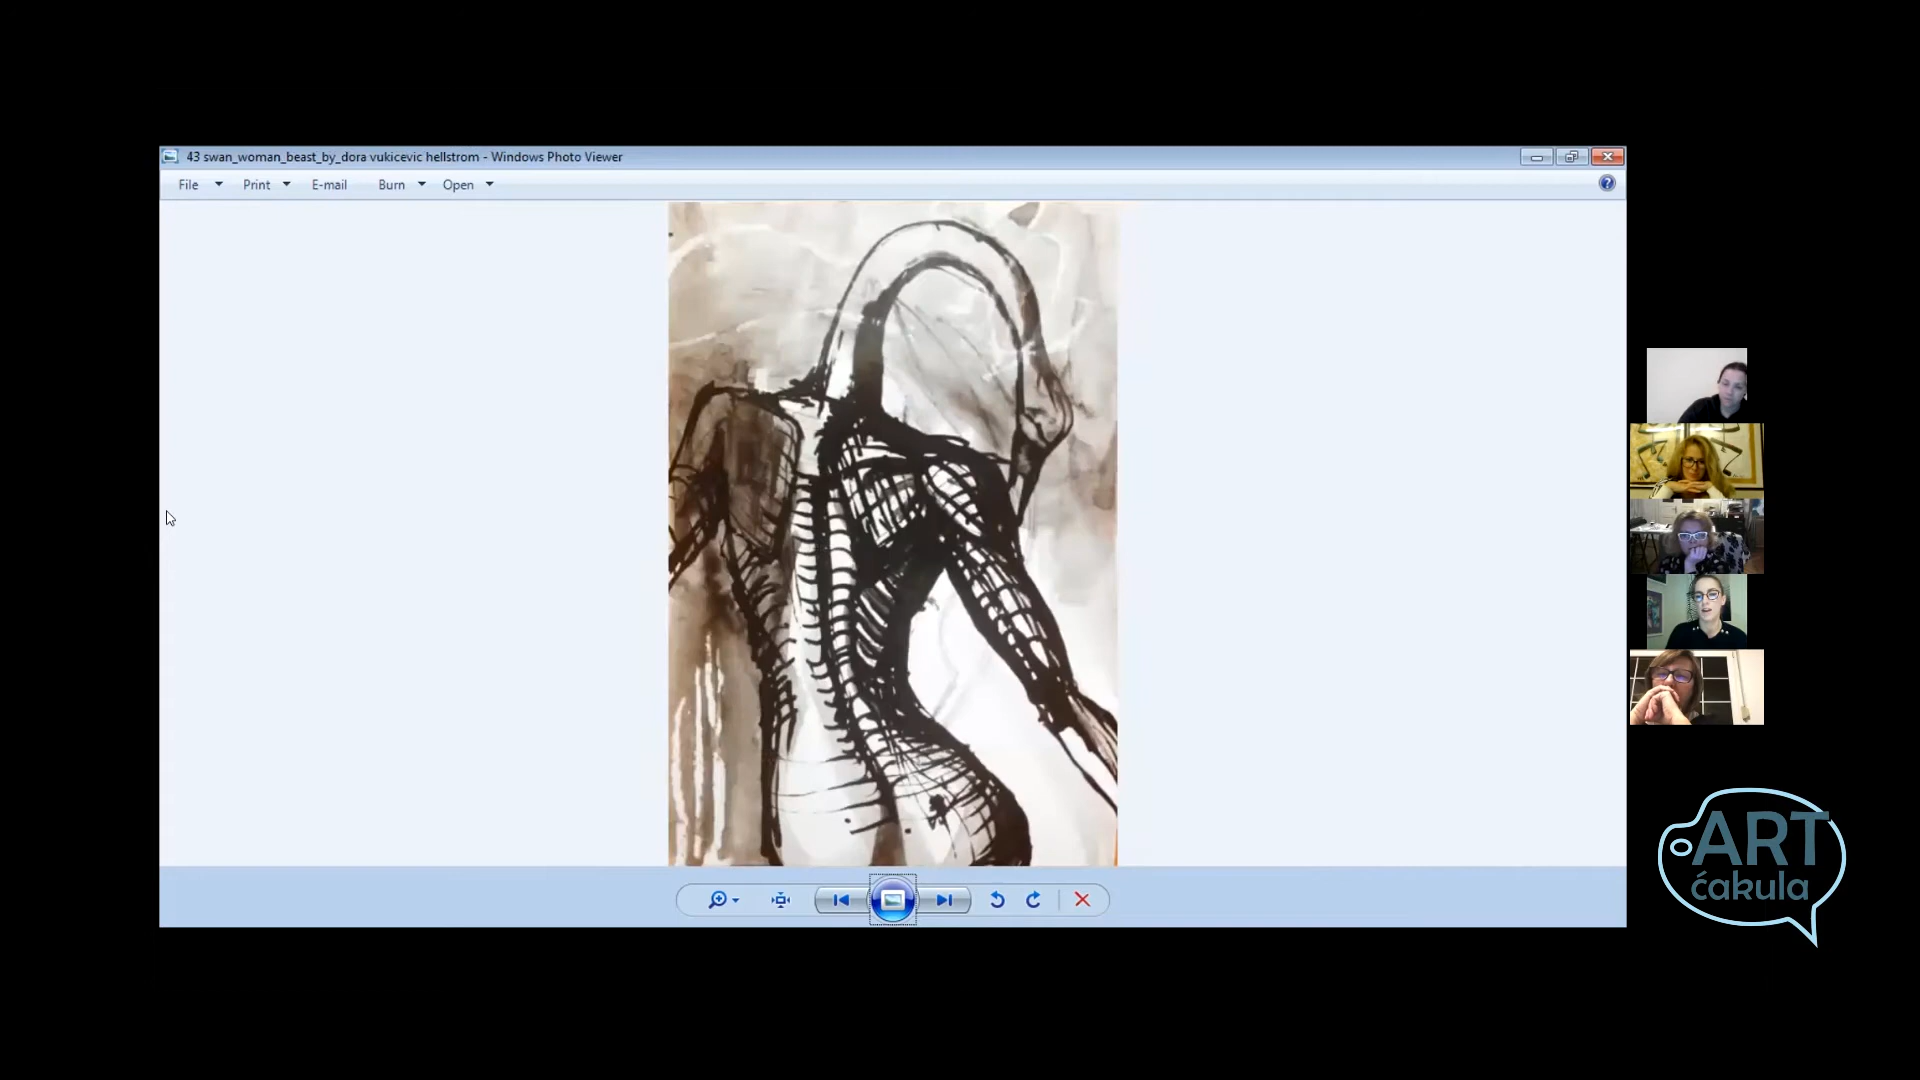 43 swan_woman_beast_by_dora vukicevic hellstrom - Windows Photo Viewer
File Print E-mail Burn Open
ART
ćakula